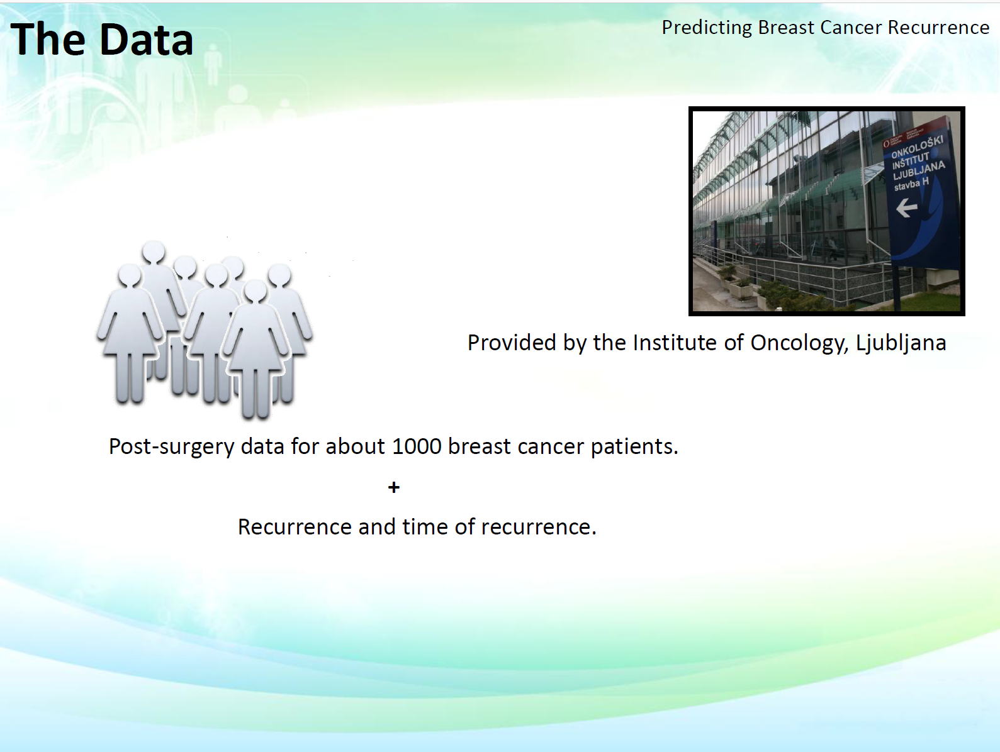 The Data
Predicting Breast Cancer Recurrence
ONKOLOŠKI
INŠTITUT
LJUBLJANA
stavba H
Provided by the Institute of Oncology, Ljubljana
Post-surgery data for about 1000 breast cancer patients.
+
Recurrence and time of recurrence.